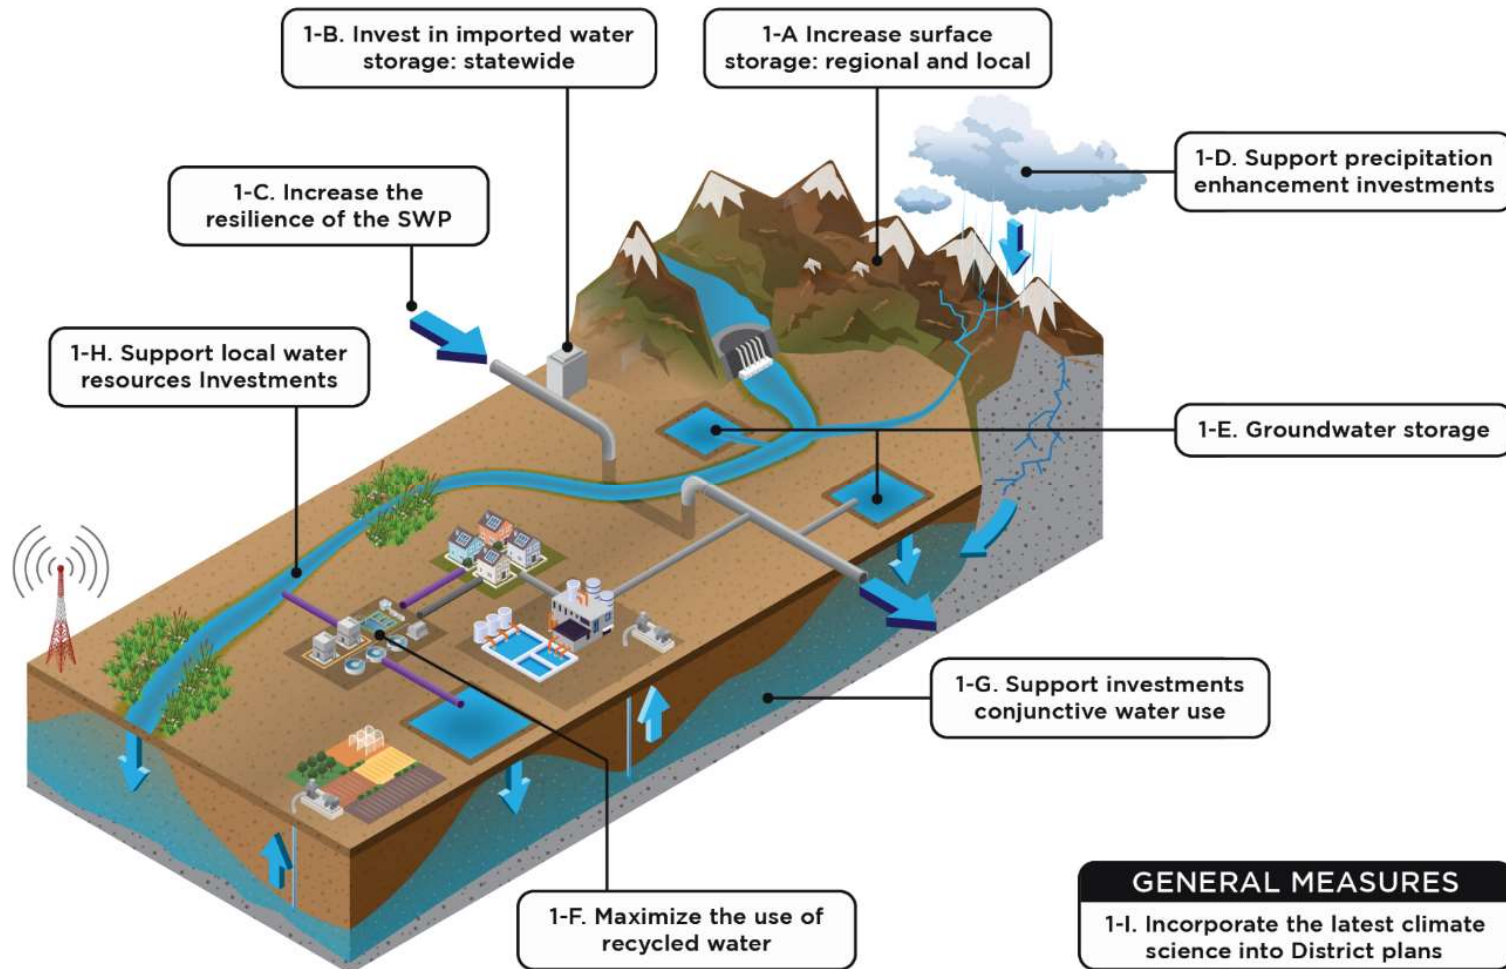 1-B. Invest in imported water
storage: statewide
1-A Increase surface
storage: regional and local
1-D. Support precipitation
enhancement investments
1-C. Increase the
resilience of the SWP
1-H. Support local water
resources Investments
1-E. Groundwater storage
1-G. Support investments
conjunctive water use
1-F. Maximize the use of
recycled water
GENERAL MEASURES
1-I. Incorporate the latest climate
science into District plans